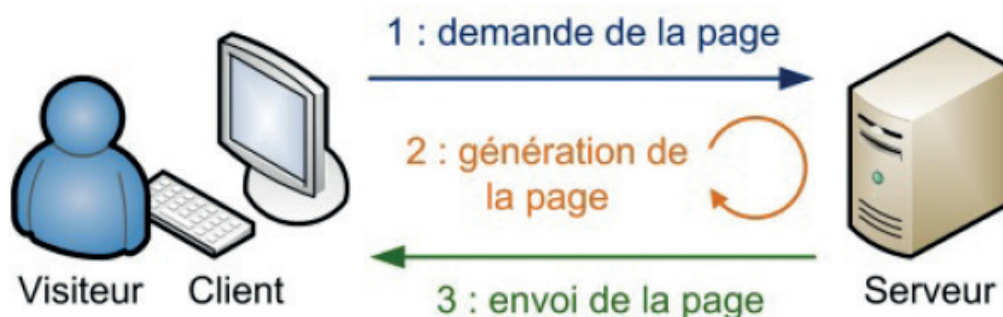 1 : demande de la page
2 : génération de
la page
3 : envoi de la page
Visiteur
Client
Serveur